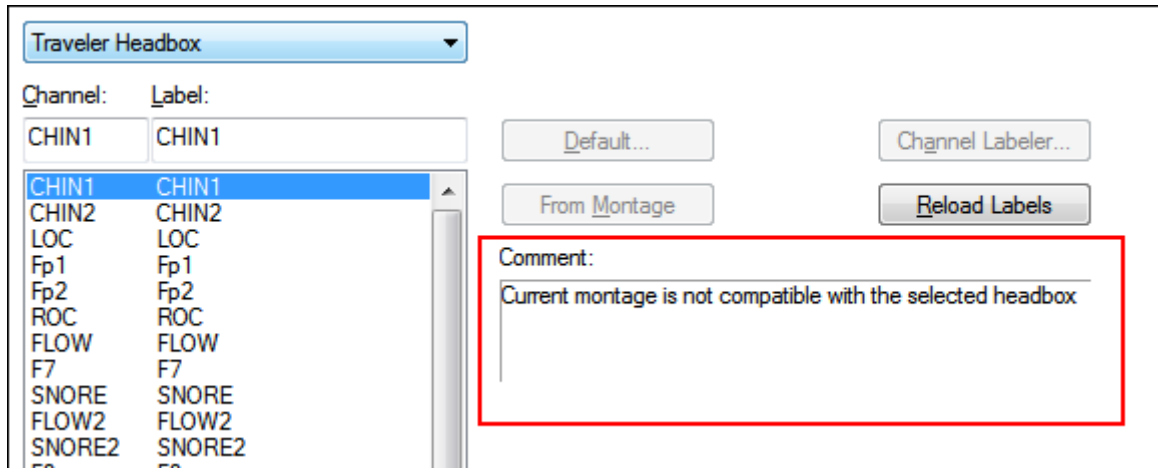 Traveler Headbox
Channel: Label:
CHIN1 CHIN1
Default... Channel Labeler...
From Montage Reload Labels
CHIN1 CHIN1
CHIN2 CHIN2
LOC LOC
Fp1 Fp1
Fp2 Fp2
ROC ROC
FLOW FLOW
F7 F7
SNORE SNORE
FLOW2 FLOW2
SNORE2 SNORE2
Comment:
Current montage is not compatible with the selected headbox